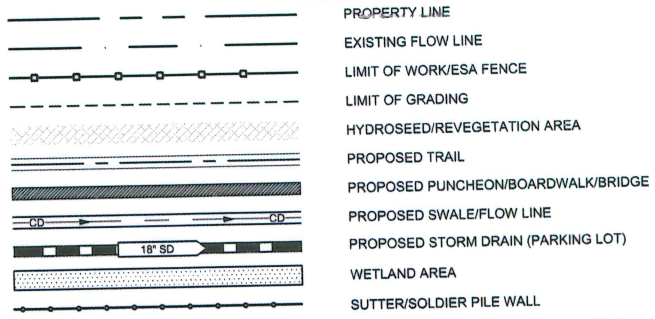 PROPERTY LINE
EXISTING FLOW LINE
LIMIT OF WORK/ESA FENCE
LIMIT OF GRADING
HYDROSEED/REVEGETATION AREA
PROPOSED TRAIL
PROPOSED PUNCHEON/BOARDWALK/BRIDGE
CD CD PROPOSED SWALE/FLOW LINE
18" SD PROPOSED STORM DRAIN (PARKING LOT)
WETLAND AREA
SUTTER/SOLDIER PILE WALL